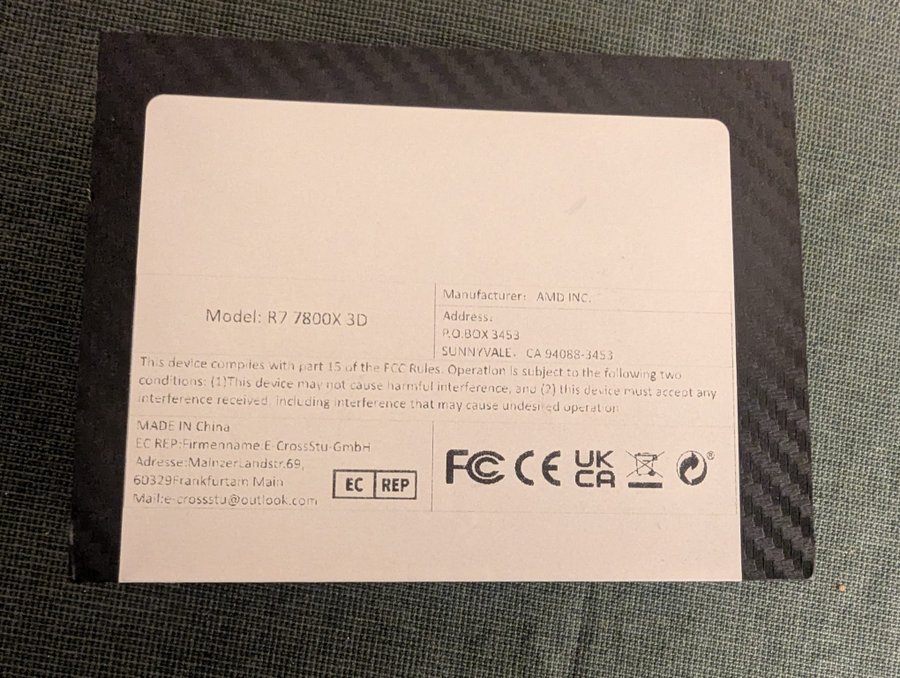 Model: R7 7800X 3D
Manufacturer: AMD INC.
Address:
P.O.BOX 3453
SUNNYVALE, CA 94088-3453
This device complies with part 15 of the FCC Rules. Operation is subject to the following two
conditions: (1)This device may not cause harmful interference, and (2) this device must accept any
interference received, including interference that may cause undesired operation
MADE IN China
EC REP:Firmenname:E-CrossStu-GmbH
Adresse:MainzerLandstr.69,
60329Frankfurtam Main
Mail:e-crossstu@outlook.com
EC REP
FC CE UK CA ®